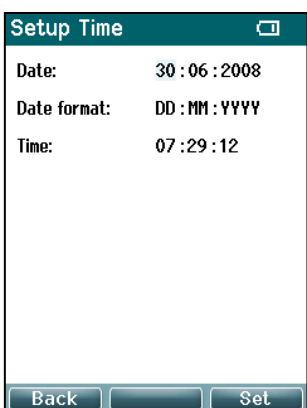 Setup Time
Date: 30 : 06 : 2008
Date format: DD : MM : YYYY
Time: 07 : 29 : 12
Back Set